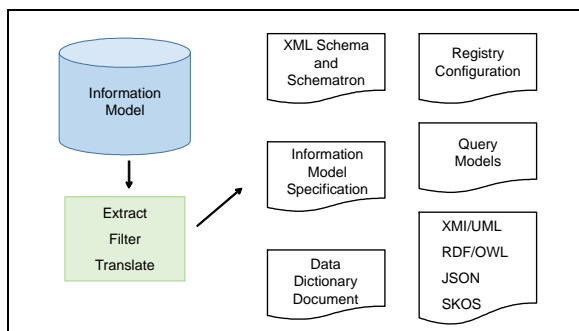 Information
Model
Extract
Filter
Translate
XML Schema
and
Schematron
Registry
Configuration
Information
Model
Specification
Query
Models
Data
Dictionary
Document
XMI/UML
RDF/OWL
JSON
SKOS